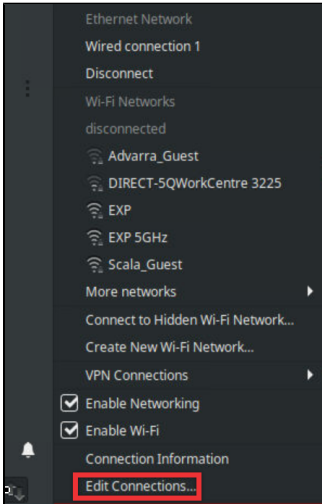 Ethernet Network
Wired connection 1
Disconnect
Wi-Fi Networks
disconnected
Advarra_Guest
DIRECT-5QWorkCentre 3225
EXP
EXP 5GHz
Scala_Guest
More networks
Connect to Hidden Wi-Fi Network...
Create New Wi-Fi Network...
VPN Connections
Enable Networking
Enable Wi-Fi
Connection Information
Edit Connections...